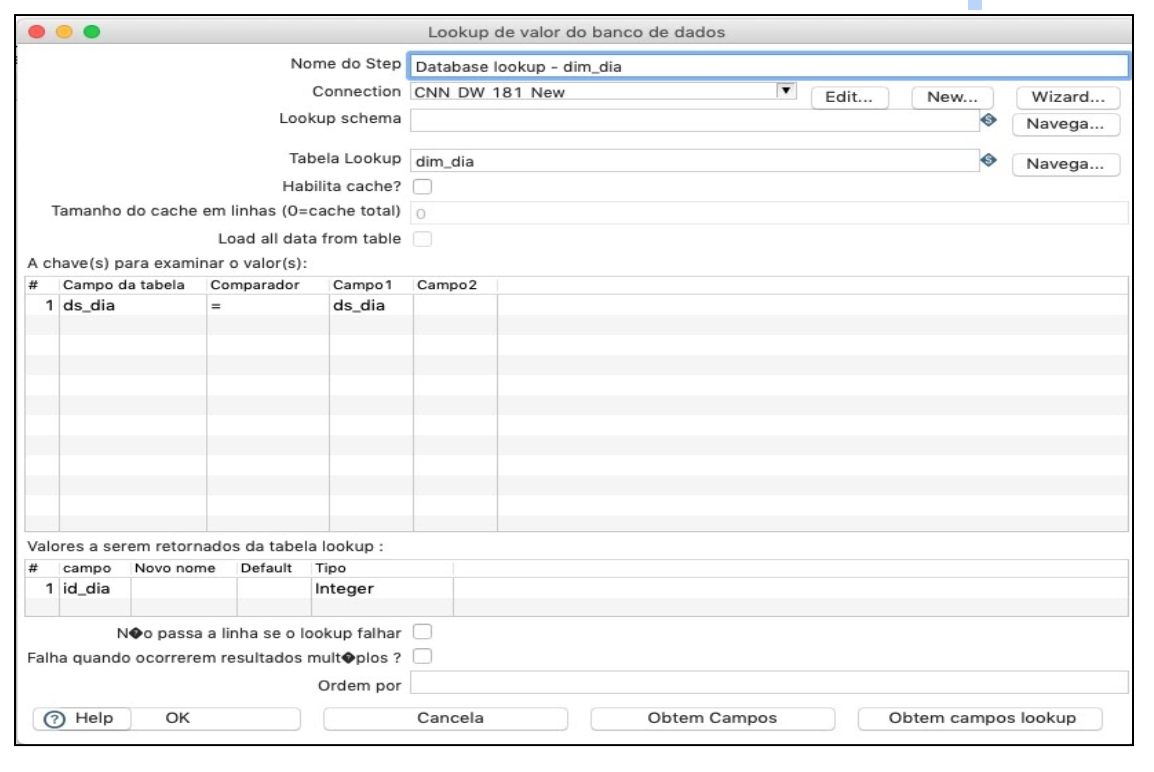 Lookup de valor do banco de dados
Nome do Step Database lookup - dim_dia
Connection CNN DW 181 New Edit... New... Wizard...
Lookup schema Navega...
Tabela Lookup dim_dia Navega...
Habilita cache?
Tamanho do cache em linhas (0=cache total) 0
Load all data from table
A chave(s) para examinar o valor(s):
# Campo da tabela Comparador Campo1 Campo2
1 ds_dia = ds_dia
Valores a serem retornados da tabela lookup :
# campo Novo nome Default Tipo
1 id_dia Integer
N�o passa a linha se o lookup falhar
Falha quando ocorrerem resultados mult�plos ?
Ordem por
? Help OK Cancela Obtem Campos Obtem campos lookup